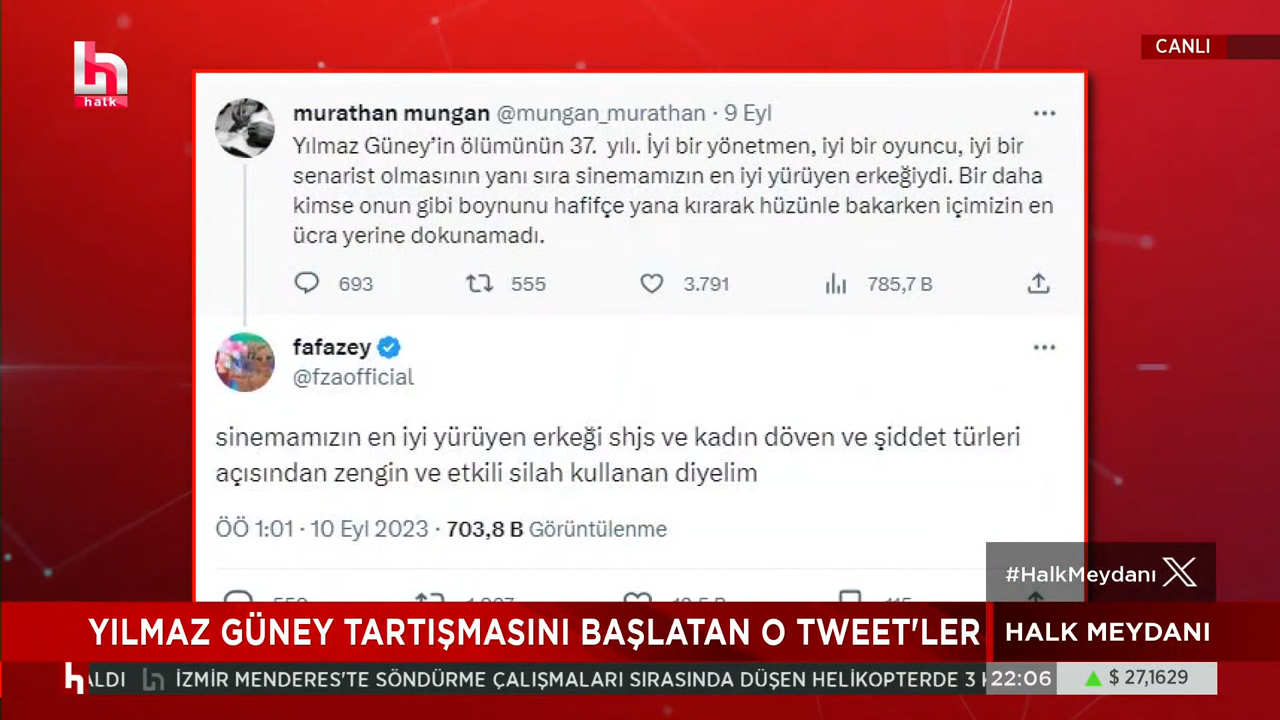 CANLI
halk
murathan mungan @mungan_murathan · 9 Eyl
Yılmaz Güney'in ölümünün 37. yılı. İyi bir yönetmen, iyi bir oyuncu, iyi bir
senarist olmasının yanı sıra sinemamızın en iyi yürüyen erkeğiydi. Bir daha
kimse onun gibi boynunu hafifçe yana kırarak hüzünle bakarken içimizin en
ücra yerine dokunamadı.
693 555 3.791 785,7 B
fafazey
@fzaofficial
sinemamızın en iyi yürüyen erkeği shjs ve kadın döven ve şiddet türleri
açısından zengin ve etkili silah kullanan diyelim
ÖÖ 1:01 · 10 Eyl 2023 · 703,8 B Görüntülenme
#HalkMeydanı
YILMAZ GÜNEY TARTIŞMASINI BAŞLATAN O TWEET'LER
HALK MEYDANI
ALDI İZMİR MENDERES'TE SÖNDÜRME ÇALIŞMALARI SIRASINDA DÜŞEN HELİKOPTERDE 3 22:06 $ 27,1629